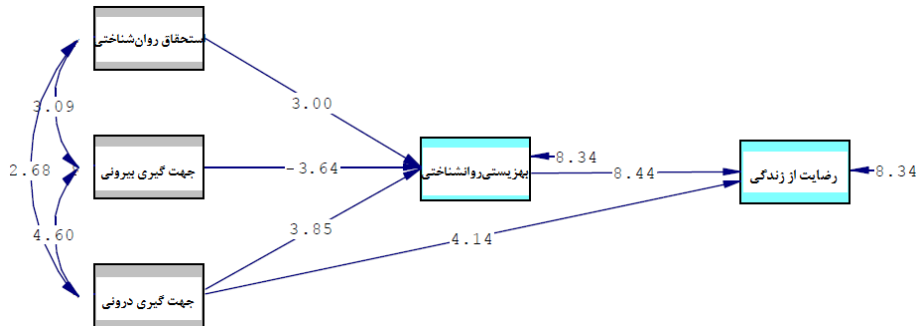 استحقاق روان‌شناختی
3.09
3.00
2.68
جهت گیری بیرونی
-3.64
بهزیستی‌روانشناختی
8.34
8.44
رضایت از زندگی
8.34
4.60
3.85
4.14
جهت گیری درونی